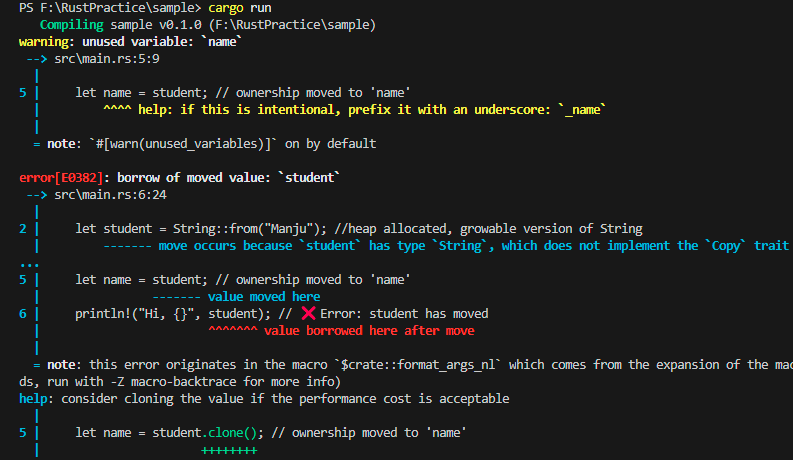 PS F:\RustPractice\sample> cargo run
   Compiling sample v0.1.0 (F:\RustPractice\sample)
warning: unused variable: `name`
 --> src\main.rs:5:9
  |
5 |     let name = student; // ownership moved to 'name'
  |         ^^^^ help: if this is intentional, prefix it with an underscore: `_name`
  |
  = note: `#[warn(unused_variables)]` on by default
error[E0382]: borrow of moved value: `student`
 --> src\main.rs:6:24
  |
2 |     let student = String::from("Manju"); //heap allocated, growable version of String
  |         ------- move occurs because `student` has type `String`, which does not implement the `Copy` trait
...
5 |     let name = student; // ownership moved to 'name'
  |                ------- value moved here
6 |     println!("Hi, {}", student); // ❌ Error: student has moved
  |                        ^^^^^^^ value borrowed here after move
  |
  = note: this error originates in the macro `$crate::format_args_nl` which comes from the expansion of the mac
ds, run with -Z macro-backtrace for more info)
help: consider cloning the value if the performance cost is acceptable
  |
5 |     let name = student.clone(); // ownership moved to 'name'
  |                       ++++++++